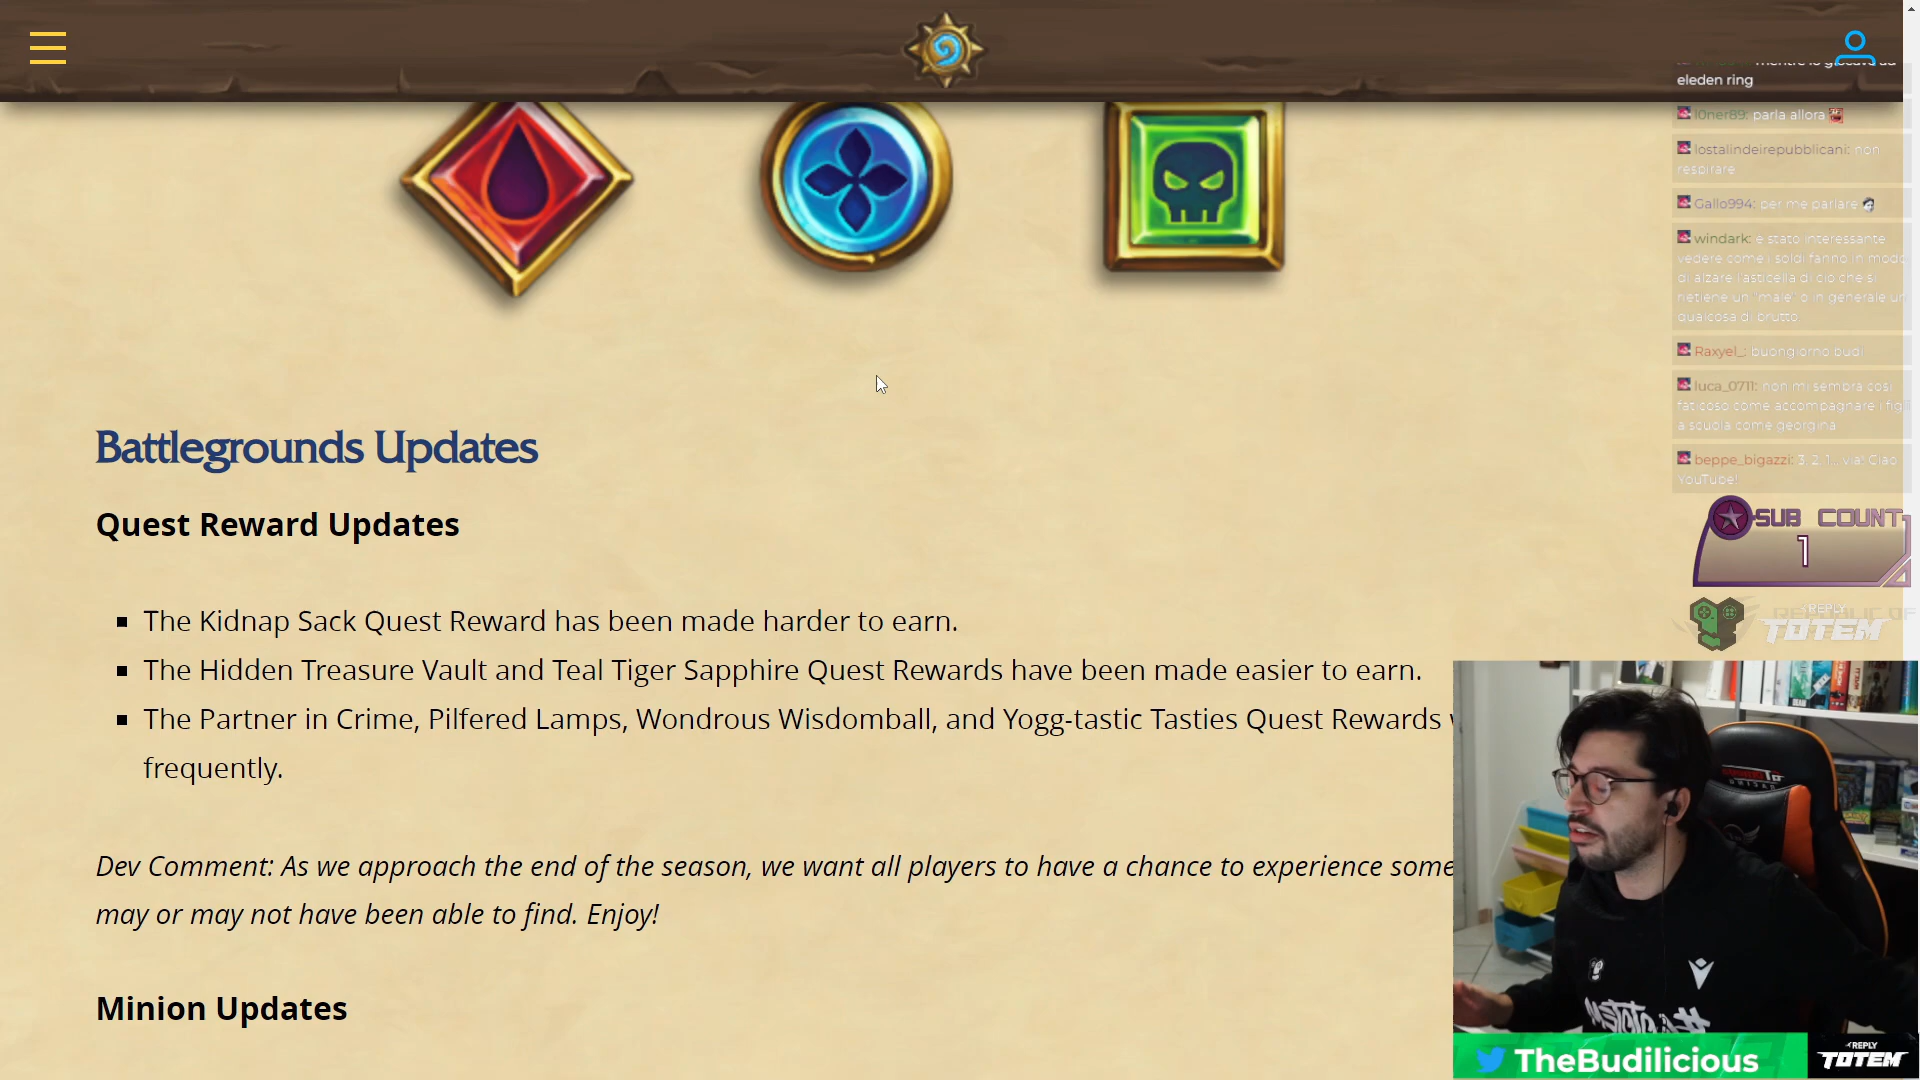 eleden ring
l0ner89: parla allora
lostalindeirepubblicani: non
respirare
Gallo994: per me parlare
windark: è stato interessante
vedere come i soldi fanno in modo
di alzare l'asticella di ciò che si
ritiene un "male" o in generale un
qualcosa di brutto.
Raxyel_: buongiorno budi
luca_0711: non mi sembra così
faticoso come accompagnare i figli
a scuola come georgina
beppe_bigazzi: 3, 2, 1... via! Ciao
YouTube!
SUB COUNT
1
REPLY
TOTEM
Battlegrounds Updates
Quest Reward Updates
The Kidnap Sack Quest Reward has been made harder to earn.
The Hidden Treasure Vault and Teal Tiger Sapphire Quest Rewards have been made easier to earn.
The Partner in Crime, Pilfered Lamps, Wondrous Wisdomball, and Yogg-tastic Tasties Quest Rewards
frequently.
Dev Comment: As we approach the end of the season, we want all players to have a chance to experience some
may or may not have been able to find. Enjoy!
Minion Updates
TheBudilicious
REPLY
TOTEM